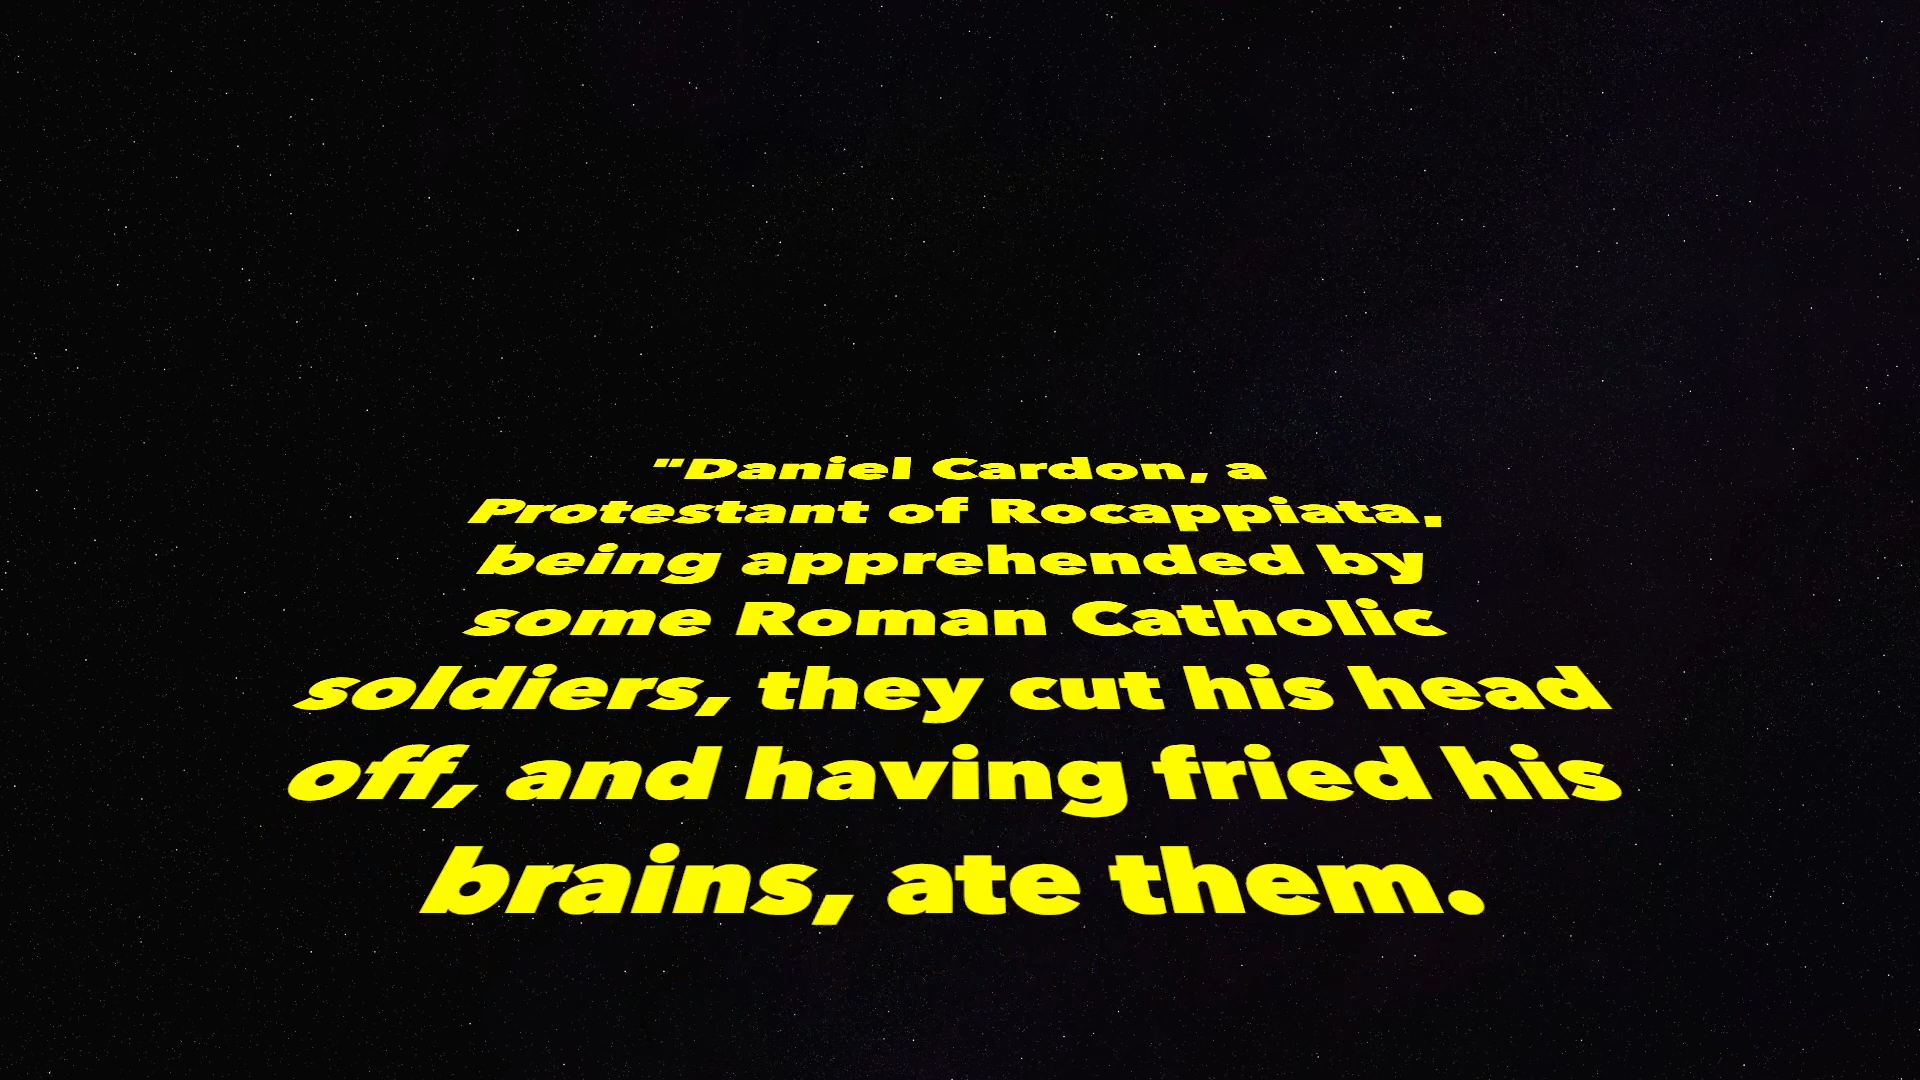 "Daniel Cardon, a
Protestant of Rocappiata,
being apprehended by
some Roman Catholic
soldiers, they cut his head
off, and having fried his
brains, ate them.